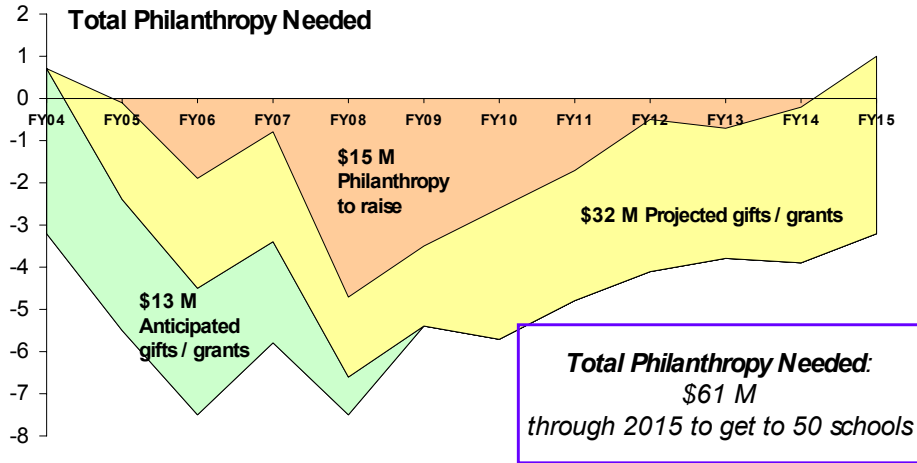 Total Philanthropy Needed
2
1
0
FY04 FY05 FY06 FY07 FY08 FY09 FY10 FY11 FY12 FY13 FY14 FY15
-1
-2
-3
-4
-5
-6
-7
-8
$15 M
Philanthropy
to raise
$32 M Projected gifts / grants
$13 M
Anticipated
gifts / grants
Total Philanthropy Needed:
$61 M
through 2015 to get to 50 schools